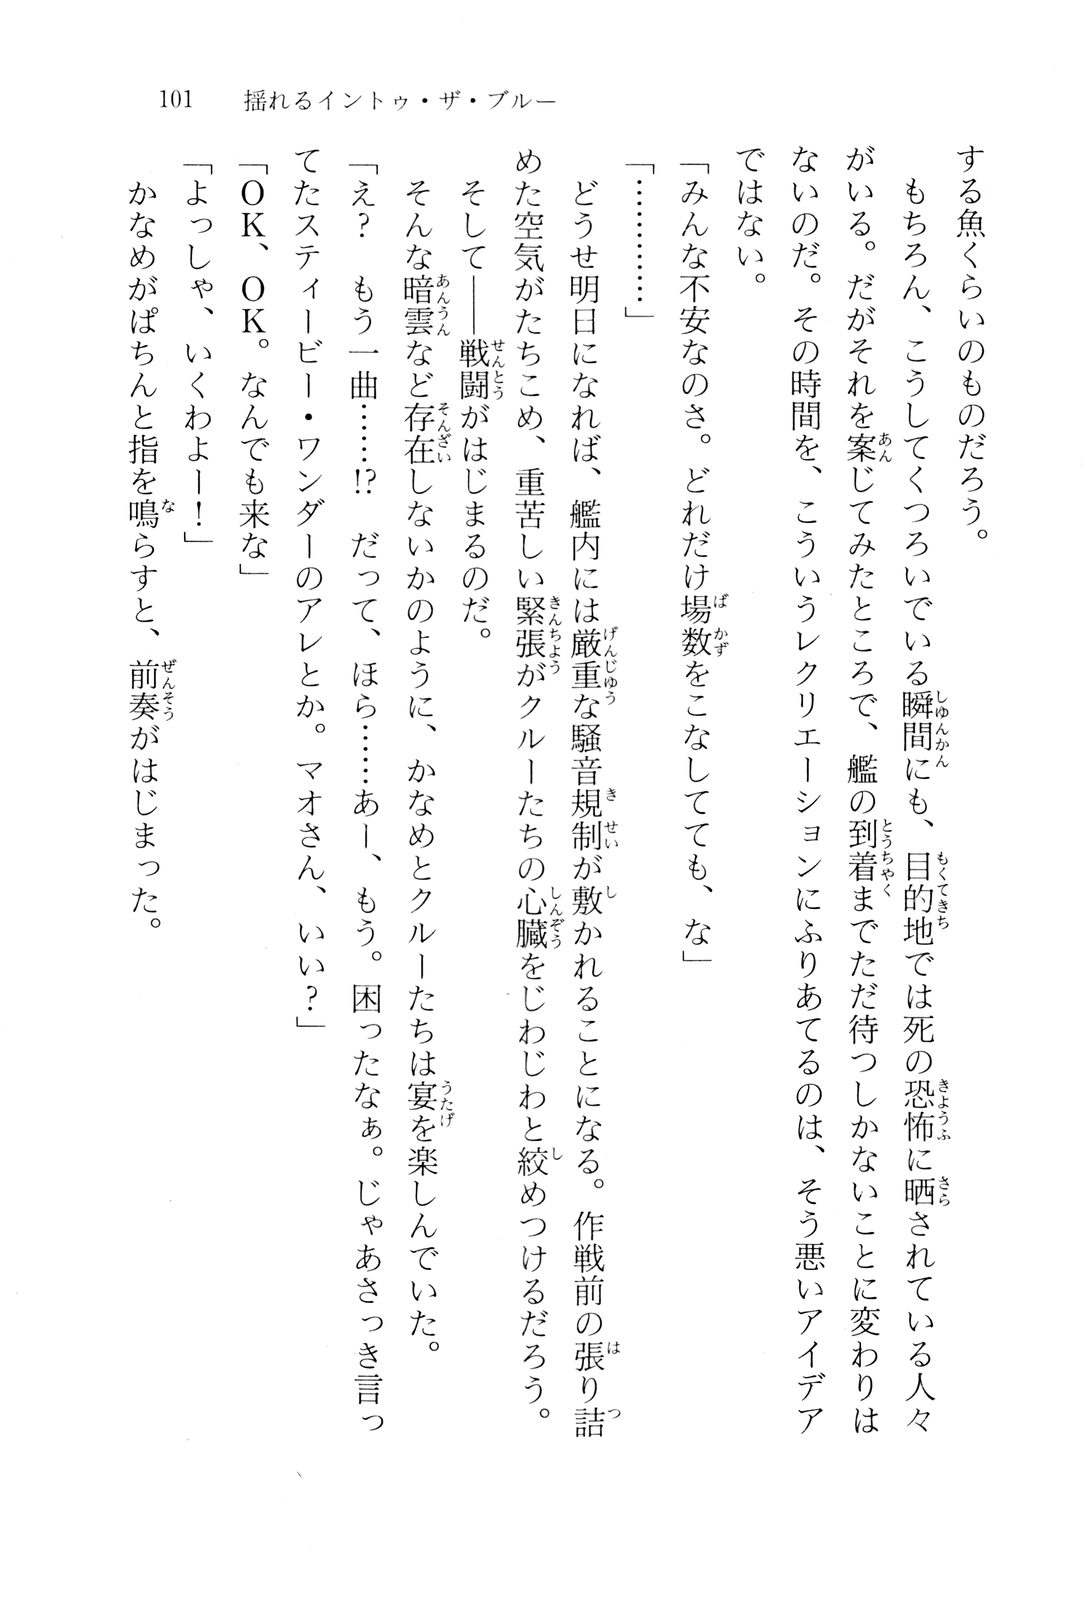 101　揺れるイントゥ・ザ・ブルー
する魚くらいのものだろう。
　もちろん、こうしてくつろいでいる瞬間にも、目的地では死の恐怖に晒されている人々
がいる。だがそれを案じてみたところで、艦の到着までただ待つしかないことに変わりは
ないのだ。その時間を、こういうレクリエーションにふりあてるのは、そう悪いアイデア
ではない。
「みんな不安なのさ。どれだけ場数をこなしてても、な」
「…………」
　どうせ明日になれば、艦内には厳重な騒音規制が敷かれることになる。作戦前の張り詰
めた空気がたちこめ、重苦しい緊張がクルーたちの心臓をじわじわと絞めつけるだろう。
　そして――戦闘がはじまるのだ。
　そんな暗雲など存在しないかのように、かなめとクルーたちは宴を楽しんでいた。
「え？　もう一曲……!?　だって、ほら……あー、もう。困ったなぁ。じゃあさっき言っ
てたスティービー・ワンダーのアレとか。マオさん、いい？」
「OK、OK。なんでも来な」
「よっしゃ、いくわよー！」
　かなめがぱちんと指を鳴らすと、前奏がはじまった。